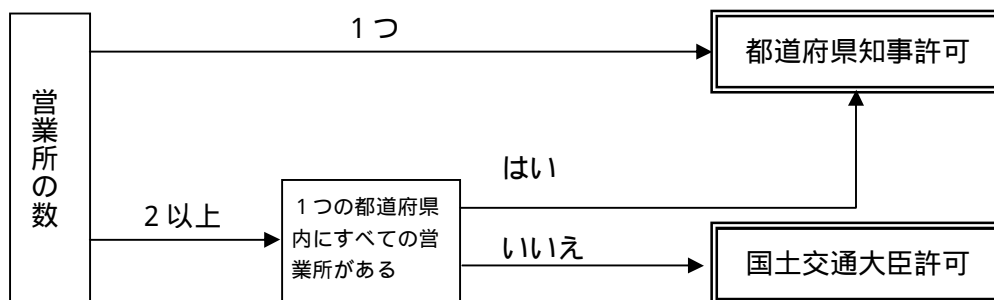 営業所の数
1つ
都道府県知事許可
2以上
1つの都道府県
内にすべての営
業所がある
はい
いいえ
国土交通大臣許可